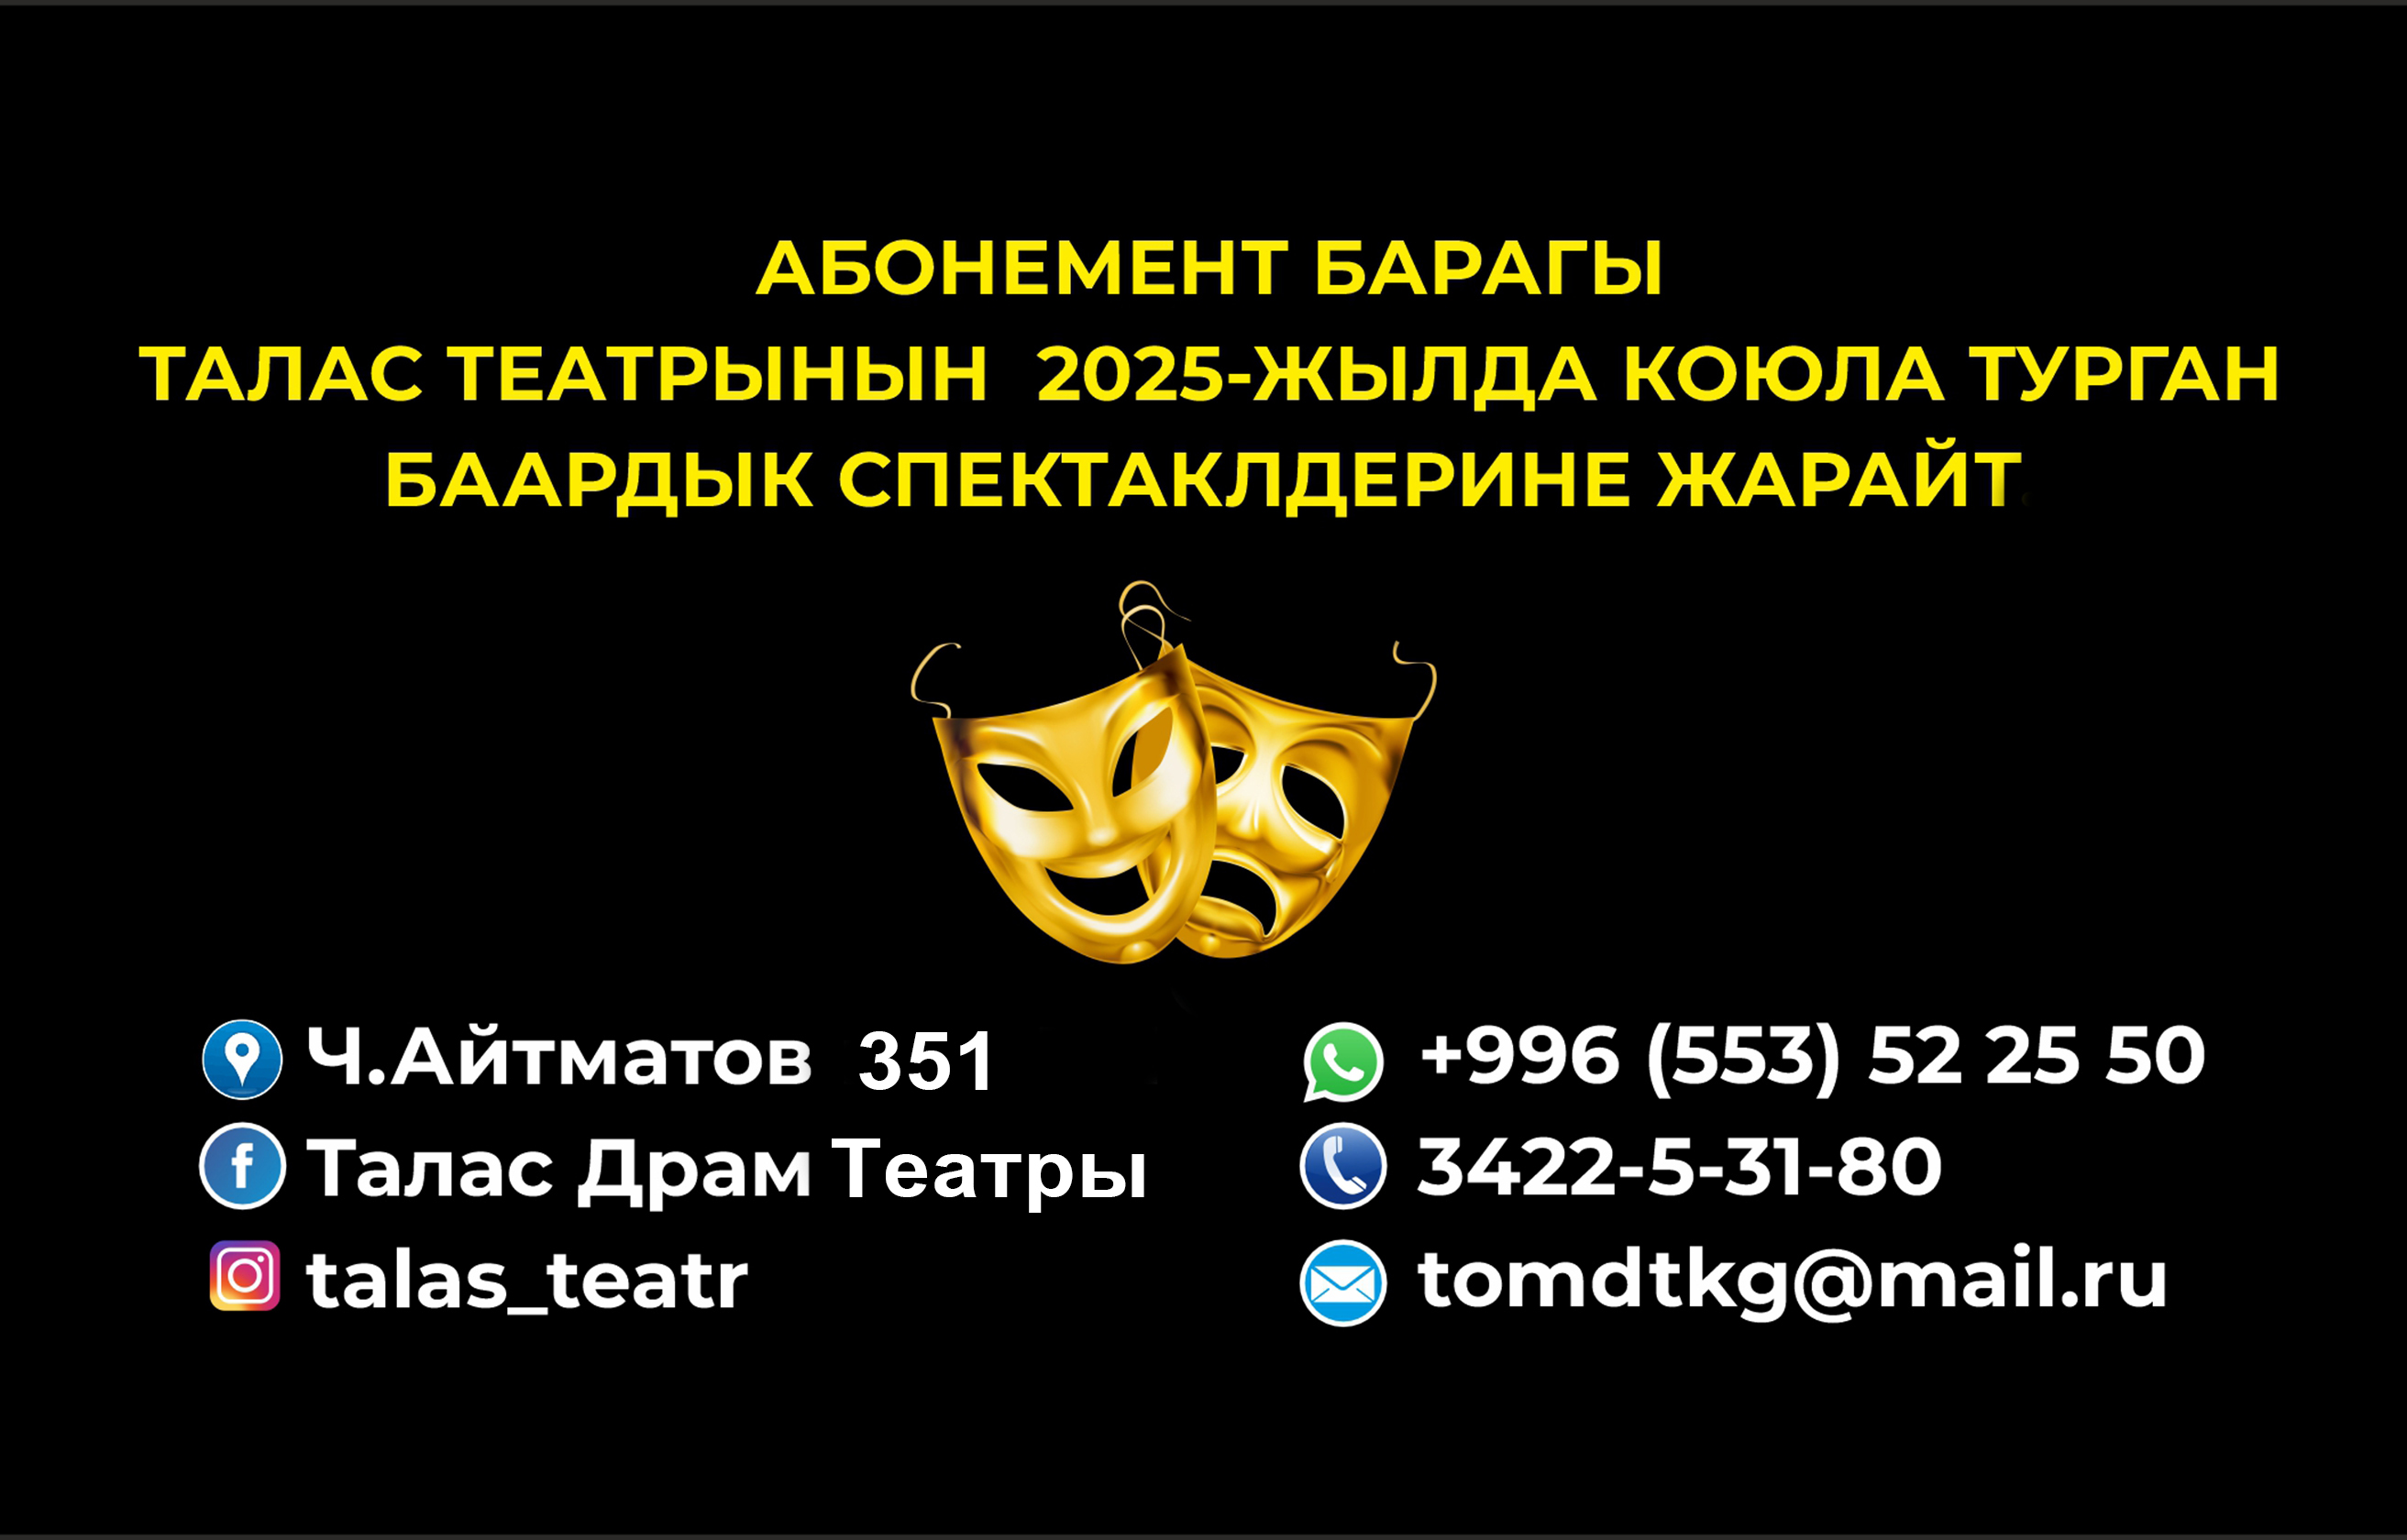 АБОНЕМЕНТ БАРАГЫ
ТАЛАС ТЕАТРЫНЫН 2025-ЖЫЛДА КОЮЛА ТУРГАН
БААРДЫК СПЕКТАКЛДЕРИНЕ ЖАРАЙТ
Ч.Айтматов 351
Талас Драм Театры
talas_teatr
+996 (553) 52 25 50
3422-5-31-80
tomdtkg@mail.ru